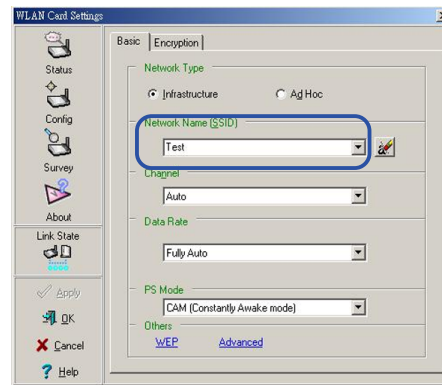 WLAN Card Settings
Status
Config
Survey
About
Link State
Apply
OK
Cancel
Help
Basic
Encryption
Network Type
Infrastructure
Ad Hoc
Network Name (SSID)
Test
Channel
Auto
Data Rate
Fully Auto
PS Mode
CAM (Constantly Awake mode)
Others
WEP
Advanced